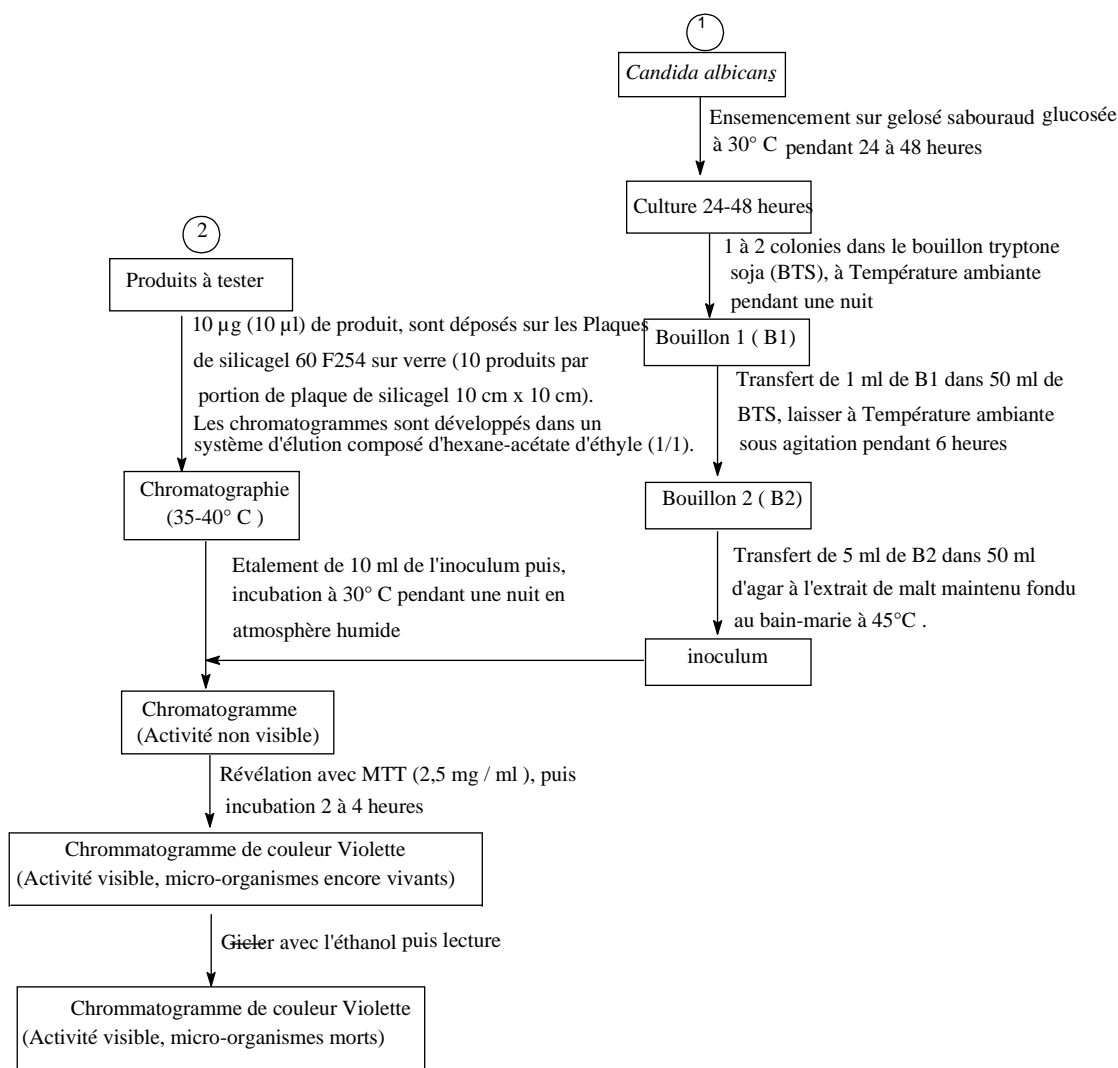 1
Candida albicans
Ensemencement sur gelosé sabouraud glucosée
à 30° C pendant 24 à 48 heures
Culture 24-48 heures
1 à 2 colonies dans le bouillon tryptone
soja (BTS), à Température ambiante
pendant une nuit
Bouillon 1 ( B1)
Transfert de 1 ml de B1 dans 50 ml de
BTS, laisser à Température ambiante
sous agitation pendant 6 heures
Bouillon 2 ( B2)
Transfert de 5 ml de B2 dans 50 ml
d'agar à l'extrait de malt maintenu fondu
au bain-marie à 45°C .
inoculum
2
Produits à tester
10 µg (10 µl) de produit, sont déposés sur les Plaques
de silicagel 60 F254 sur verre (10 produits par
portion de plaque de silicagel 10 cm x 10 cm).
Les chromatogrammes sont développés dans un
système d'élution composé d'hexane-acétate d'éthyle (1/1).
Chromatographie
(35-40° C )
Etalement de 10 ml de l'inoculum puis,
incubation à 30° C pendant une nuit en
atmosphère humide
Chromatogramme
(Activité non visible)
Révélation avec MTT (2,5 mg / ml ), puis
incubation 2 à 4 heures
Chrommatogramme de couleur Violette
(Activité visible, micro-organismes encore vivants)
Gicler avec l'éthanol puis lecture
Chrommatogramme de couleur Violette
(Activité visible, micro-organismes morts)